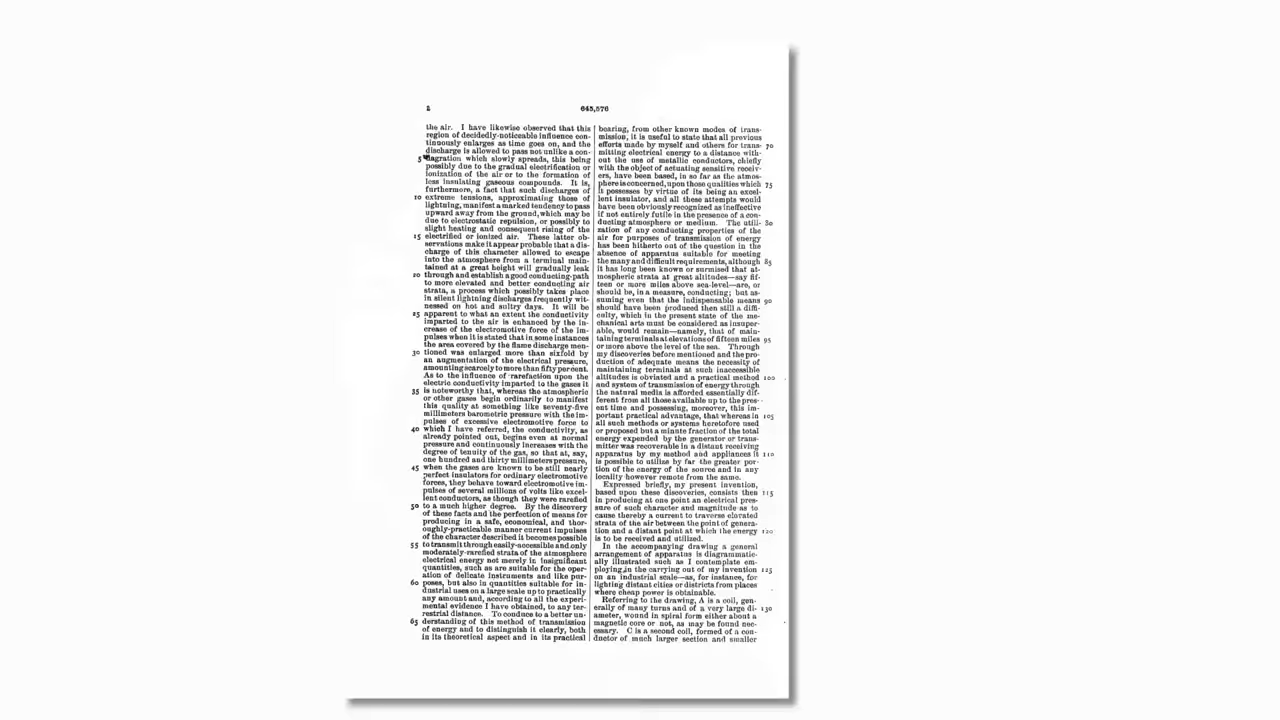 2
645,576
the air. I have likewise observed that this
region of decidedly-noticeable influence con-
tinuously enlarges as time goes on, and the
discharge is allowed to pass not unlike a con-
5 flagration which slowly spreads, this being
possibly due to the gradual electrification or
ionization of the air or to the formation of
less insulating gaseous compounds. It is,
furthermore, a fact that such discharges of
10 extreme tensions, approximating those of
lightning, manifest a marked tendency to pass
upward away from the ground, which may be
due to electrostatic repulsion, or possibly to
slight heating and consequent rising of the
15 electrified or ionized air. These latter ob-
servations make it appear probable that a dis-
charge of this character allowed to escape
into the atmosphere from a terminal main-
tained at a great height will gradually leak
20 through and establish a good conducting-path
to more elevated and better conducting air
strata, a process which possibly takes place
in silent lightning discharges frequently wit-
nessed on hot and sultry days. It will be
25 apparent to what an extent the conductivity
imparted to the air is enhanced by the in-
crease of the electromotive force of the im-
pulses when it is stated that in some instances
the area covered by the flame discharge men-
30 tioned was enlarged more than sixfold by
an augmentation of the electrical pressure,
amounting scarcely to more than fifty per cent.
As to the influence of rarefaction upon the
electric conductivity imparted to the gases it
35 is noteworthy that, whereas the atmospheric
or other gases begin ordinarily to manifest
this quality at something like seventy-five
millimeters barometric pressure with the im-
pulses of excessive electromotive force to
40 which I have referred, the conductivity, as
already pointed out, begins even at normal
pressure and continuously increases with the
degree of tenuity of the gas, so that at, say,
one hundred and thirty millimeters pressure,
45 when the gases are known to be still nearly
perfect insulators for ordinary electromotive
forces, they behave toward electromotive im-
pulses of several millions of volts like excel-
lent conductors, as though they were rarefied
50 to a much higher degree. By the discovery
of these facts and the perfection of means for
producing in a safe, economical, and thor-
oughly-practicable manner current impulses
of the character described it becomes possible
55 to transmit through easily-accessible and only
moderately-rarefied strata of the atmosphere
electrical energy not merely in insignificant
quantities, such as are suitable for the oper-
ation of delicate instruments and like pur-
60 poses, but also in quantities suitable for in-
dustrial uses on a large scale up to practically
any amount and, according to all the experi-
mental evidence I have obtained, to any ter-
restrial distance. To conduce to a better un-
65 derstanding of this method of transmission
of energy and to distinguish it clearly, both
in its theoretical aspect and in its practical
bearing, from other known modes of trans-
mission, it is useful to state that all previous
efforts made by myself and others for trans- 70
mitting electrical energy to a distance with-
out the use of metallic conductors, chiefly
with the object of actuating sensitive receiv-
ers, have been based, in so far as the atmos-
phere is concerned, upon those qualities which 75
it possesses by virtue of its being an excel-
lent insulator, and all these attempts would
have been obviously recognized as ineffective
if not entirely futile in the presence of a con-
ducting atmosphere or medium. The utili- 80
zation of any conducting properties of the
air for purposes of transmission of energy
has been hitherto out of the question in the
absence of apparatus suitable for meeting
the many and difficult requirements, although 85
it has long been known or surmised that at-
mospheric strata at great altitudes—say fif-
teen or more miles above sea-level—are, or
should be, in a measure, conducting; but as-
suming even that the indispensable means 90
should have been produced then still a diffi-
culty, which in the present state of the me-
chanical arts must be considered as insuper-
able, would remain—namely, that of main-
taining terminals at elevations of fifteen miles 95
or more above the level of the sea. Through
my discoveries before mentioned and the pro-
duction of adequate means the necessity of
maintaining terminals at such inaccessible
altitudes is obviated and a practical method 100
and system of transmission of energy through
the natural media is afforded essentially dif-
ferent from all those available up to the pres-
ent time and possessing, moreover, this im-
portant practical advantage, that whereas in 105
all such methods or systems heretofore used
or proposed but a minute fraction of the total
energy expended by the generator or trans-
mitter was recoverable in a distant receiving
apparatus by my method and appliances it 110
is possible to utilize by far the greater por-
tion of the energy of the source and in any
locality however remote from the same.
Expressed briefly, my present invention,
based upon these discoveries, consists then 115
in producing at one point an electrical pres-
sure of such character and magnitude as to
cause thereby a current to traverse elevated
strata of the air between the point of genera-
tion and a distant point at which the energy 120
is to be received and utilized.
In the accompanying drawing a general
arrangement of apparatus is diagrammatic-
ally illustrated such as I contemplate em-
ploying in the carrying out of my invention 125
on an industrial scale—as, for instance, for
lighting distant cities or districts from places
where cheap power is obtainable.
Referring to the drawing, A is a coil, gen-
erally of many turns and of a very large di- 130
ameter, wound in spiral form either about a
magnetic core or not, as may be found nec-
essary. C is a second coil, formed of a con-
ductor of much larger section and smaller